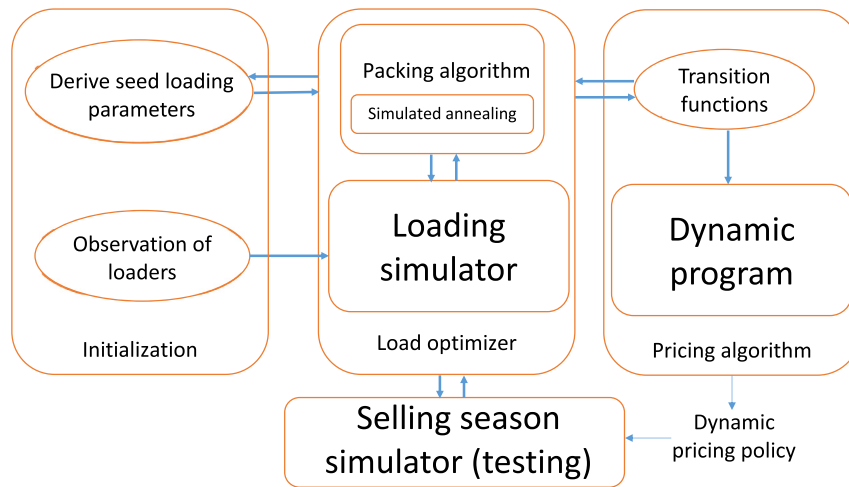 Derive seed loading
parameters
Observation of
loaders
Initialization
Packing algorithm
Simulated annealing
Loading
simulator
Load optimizer
Transition
functions
Dynamic
program
Pricing algorithm
Selling season
simulator (testing)
Dynamic
pricing policy